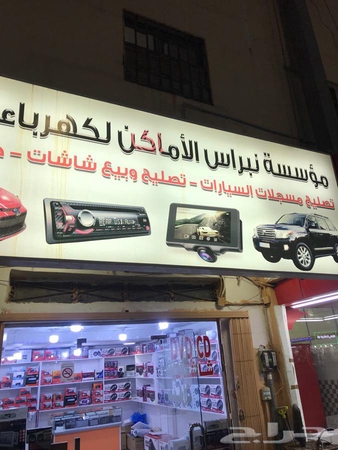 مؤسسة نبراس الأماكن لكهرباء
تصليح مسجلات السيارات - تصليح وبيع شاشات -
DVD CD
حراج